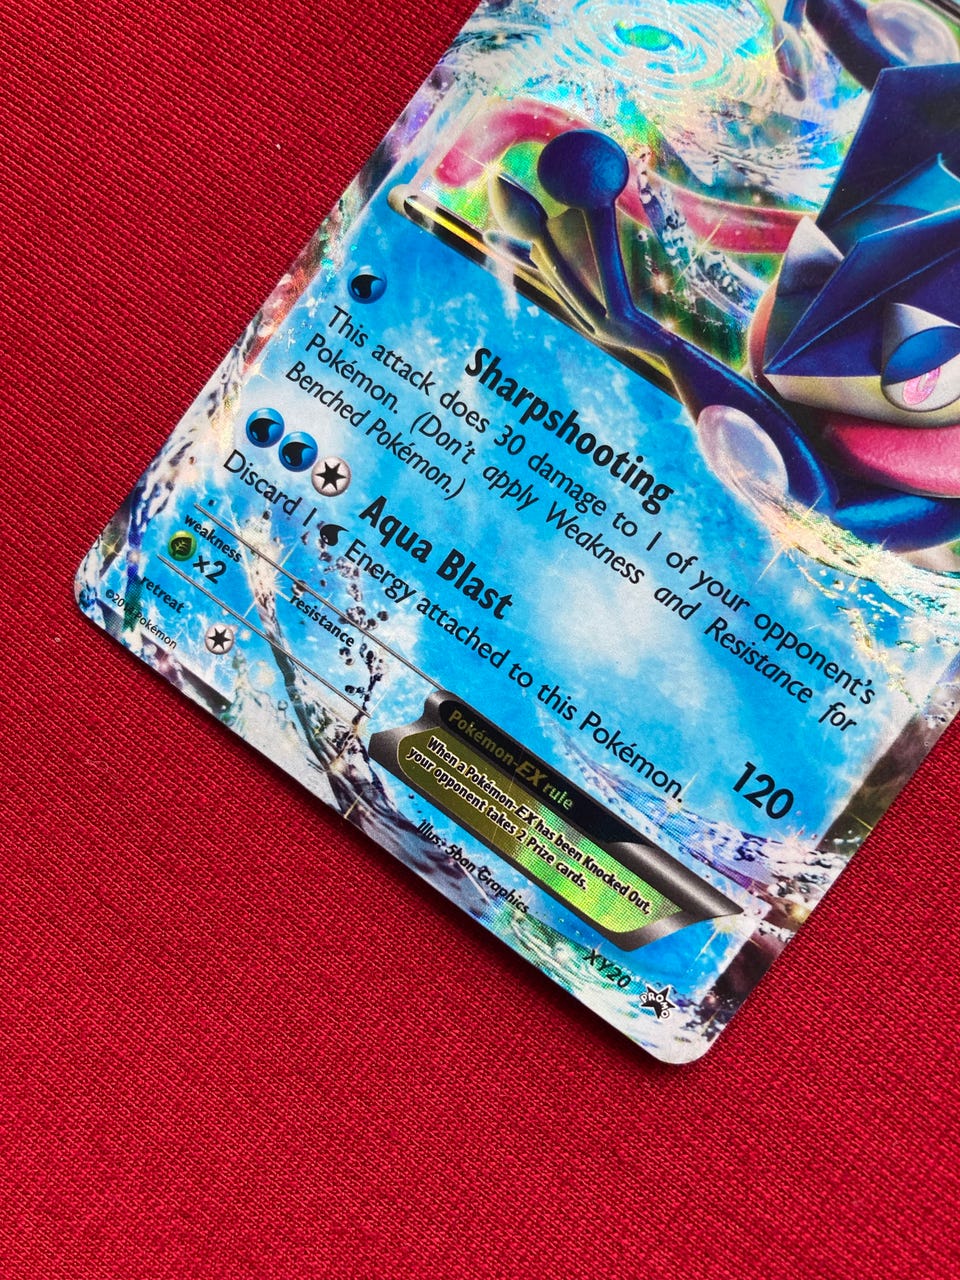 Sharpshooting
This attack does 30 damage to 1 of your opponent's
Pokémon. (Don't apply Weakness and Resistance for
Benched Pokémon.)
Aqua Blast 120
Discard 1 Energy attached to this Pokémon.
weakness
×2
resistance
retreat
Pokémon-EX rule
When a Pokémon-EX has been Knocked Out,
your opponent takes 2 Prize cards.
Pokémon
Illus. 5ban Graphics
XY20
PROMO